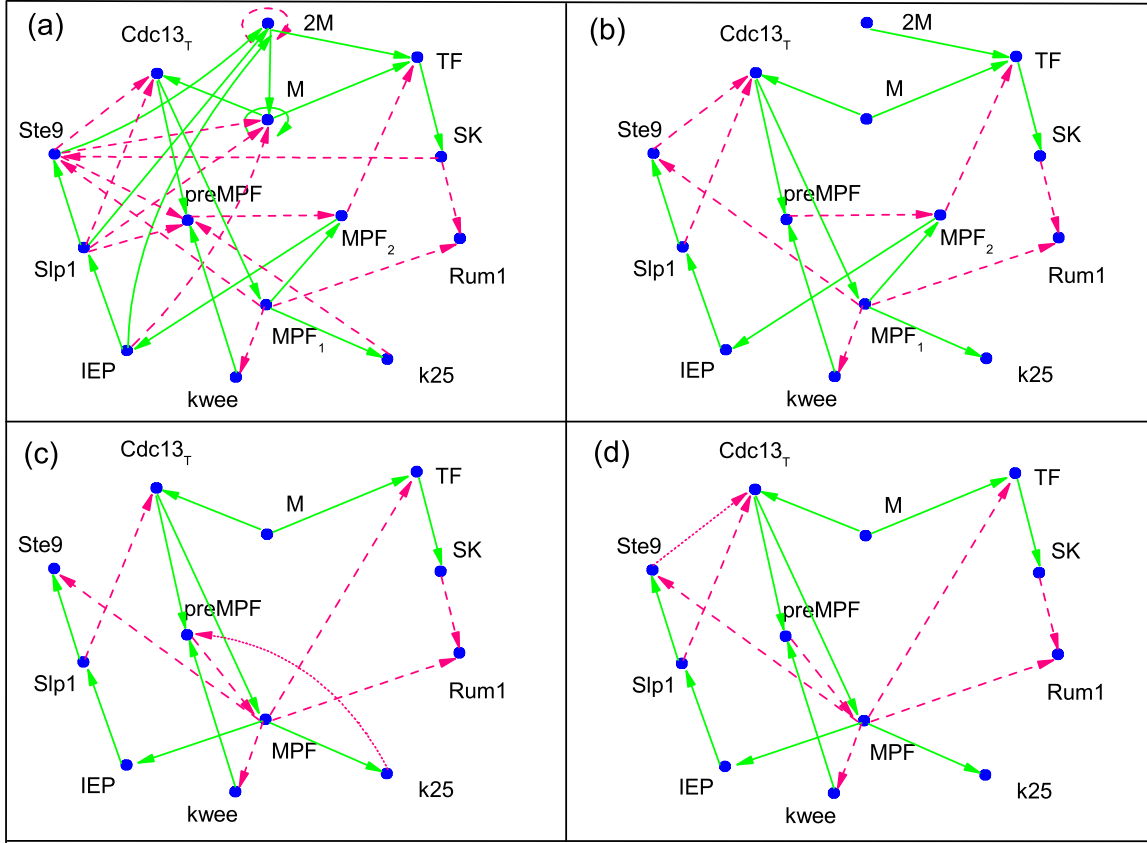 (a)
2M
Cdc13T
TF
M
Ste9
SK
preMPF
MPF2
Slp1
Rum1
MPF1
IEP
k25
kwee
(b)
2M
Cdc13T
TF
M
Ste9
SK
preMPF
MPF2
Slp1
Rum1
MPF1
IEP
k25
kwee
(c)
Cdc13T
TF
M
Ste9
SK
preMPF
Slp1
Rum1
MPF
IEP
k25
kwee
(d)
Cdc13T
TF
M
Ste9
SK
preMPF
Slp1
Rum1
MPF
IEP
k25
kwee